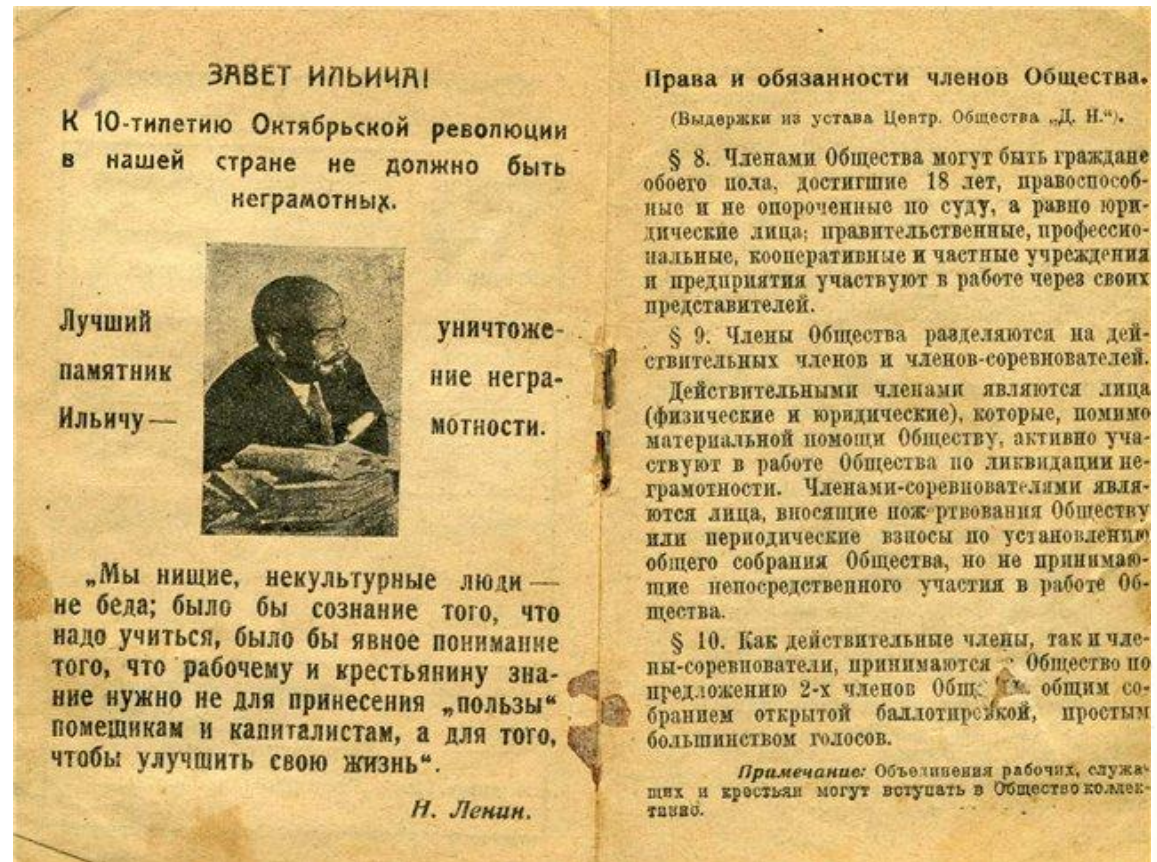 ЗАВЕТ ИЛЬИЧА!
К 10-тилетию Октябрьской революции
в нашей стране не должно быть
неграмотных.
Лучший
памятник
Ильичу —
уничтоже-
ние негра-
мотности.
„Мы нищие, некультурные люди —
не беда; было бы сознание того, что
надо учиться, было бы явное понимание
того, что рабочему и крестьянину зна-
ние нужно не для принесения „пользы“
помещикам и капиталистам, а для того,
чтобы улучшить свою жизнь“.
Н. Ленин.
Права и обязанности членов Общества.
(Выдержки из устава Центр. Общества „Д. Н.“).
§ 8. Членами Общества могут быть граждане
обоего пола, достигшие 18 лет, правоспособ-
ные и не опороченные по суду, а равно юри-
дические лица; правительственные, профессио-
нальные, кооперативные и частные учреждения
и предприятия участвуют в работе через своих
представителей.
§ 9. Члены Общества разделяются на дей-
ствительных членов и членов-соревнователей.
Действительными членами являются лица
(физические и юридические), которые, помимо
материальной помощи Обществу, активно уча-
ствуют в работе Общества по ликвидации не-
грамотности. Членами-соревнователями явля-
ются лица, вносящие пожертвования Обществу
или периодические взносы по установлению
общего собрания Общества, но не принимаю-
щие непосредственного участия в работе Об-
щества.
§ 10. Как действительные члены, так и чле-
ны-соревнователи, принимаются в Общество по
предложению 2-х членов общим со-
бранием открытой баллотировкой, простым
большинством голосов.
Примечание: Объединения рабочих, служа-
щих и крестьян могут вступать в Общество коллек-
тивно.